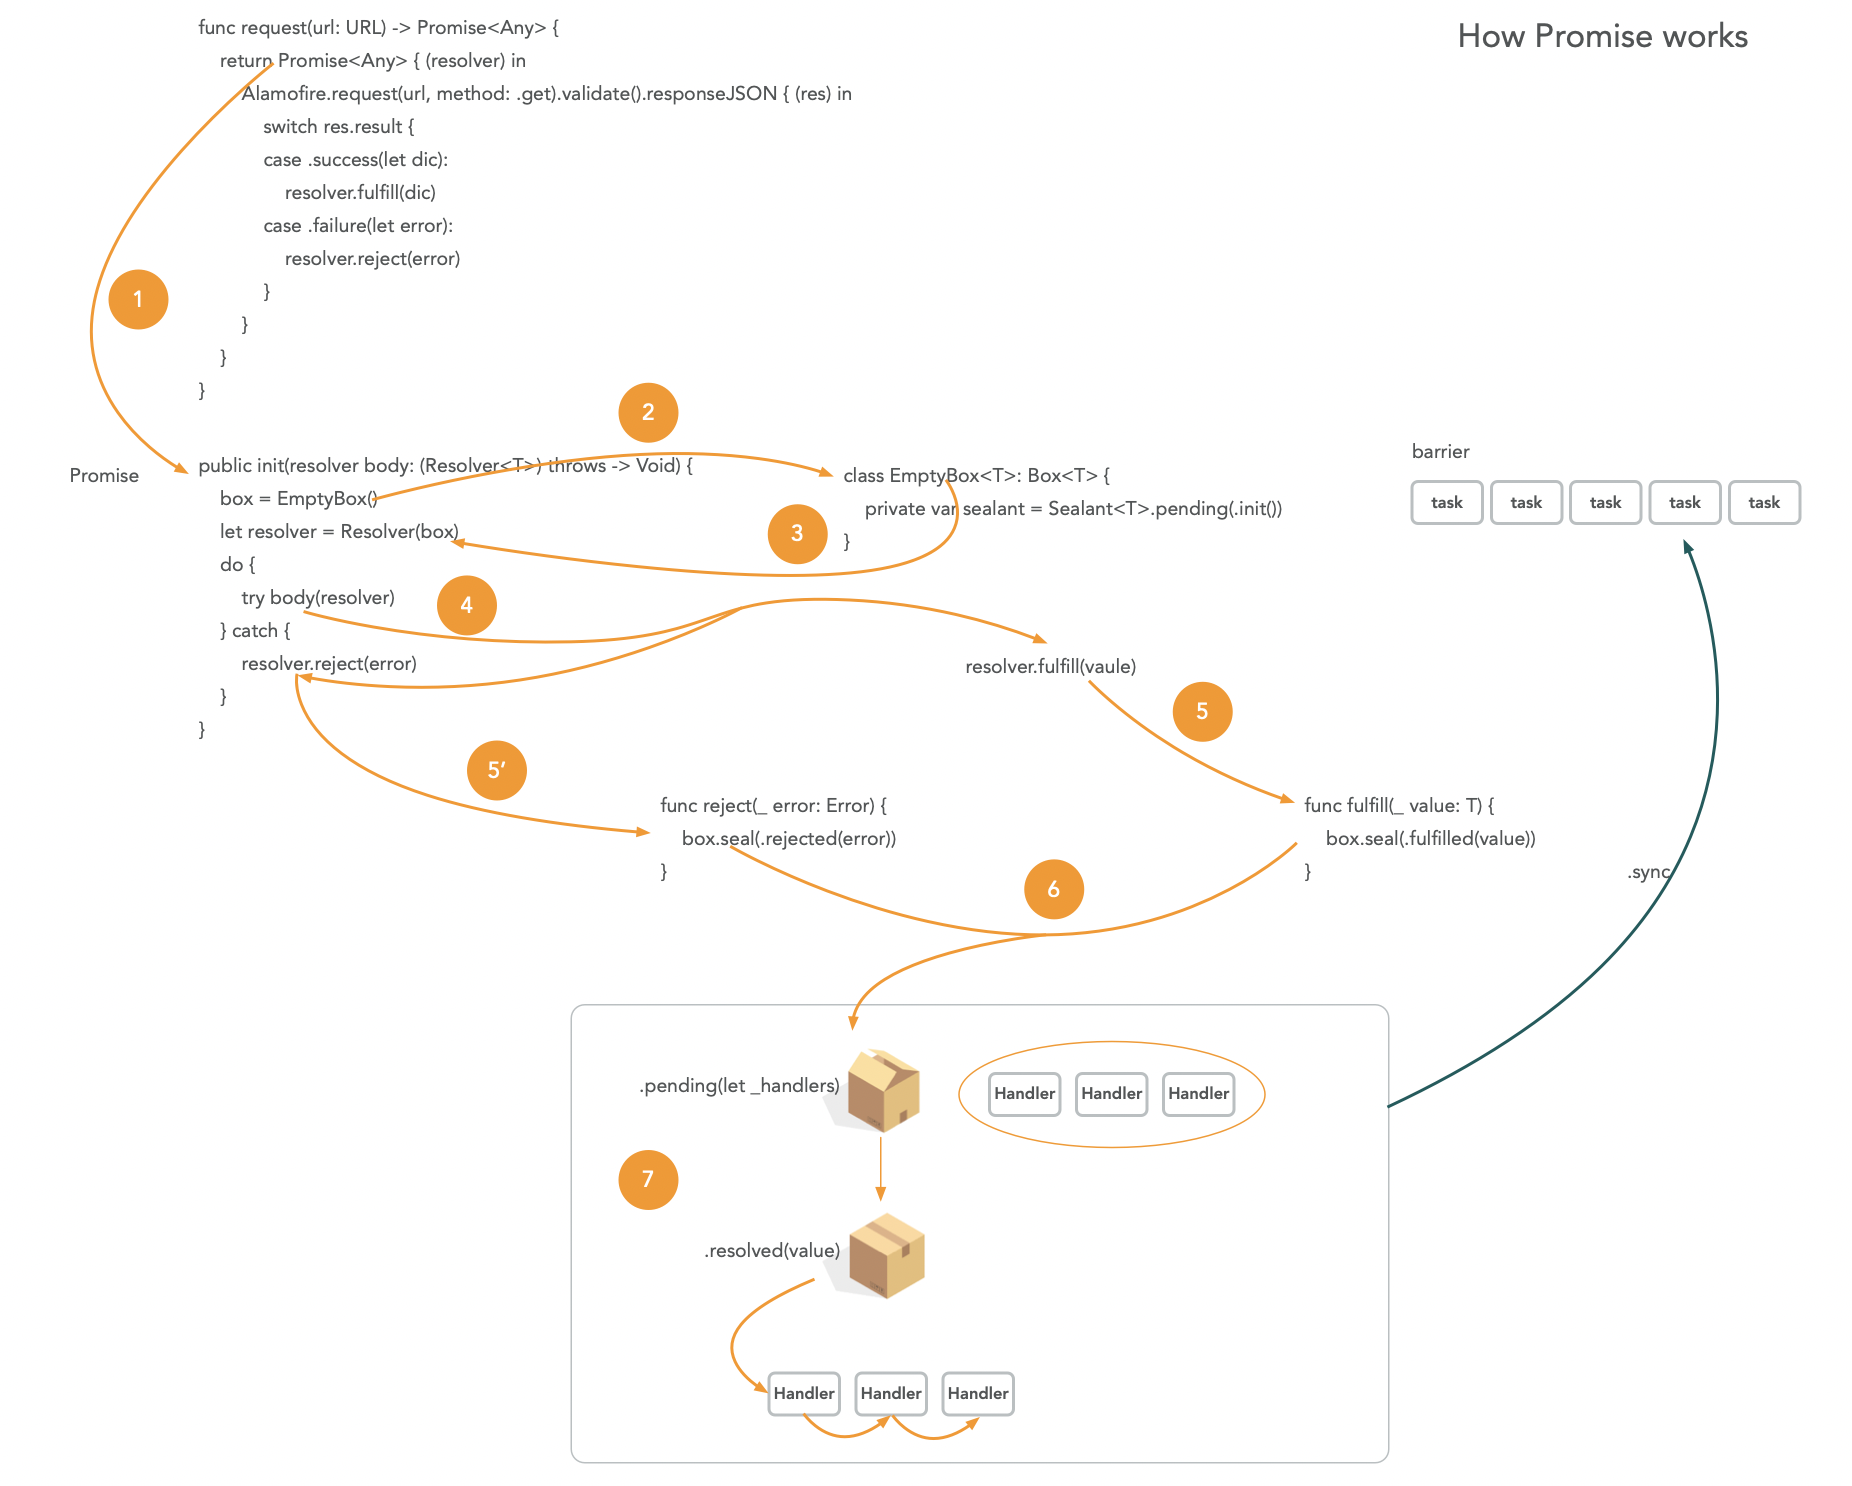 How Promise works
func request(url: URL) -> Promise<Any> {
return Promise<Any> { (resolver) in
Alamofire.request(url, method: .get).validate().responseJSON { (res) in
switch res.result {
case .success(let dic):
resolver.fulfill(dic)
case .failure(let error):
resolver.reject(error)
}
}
}
}
1
2
Promise
public init(resolver body: (Resolver<T>) throws -> Void) {
box = EmptyBox()
let resolver = Resolver(box)
do {
try body(resolver)
} catch {
resolver.reject(error)
}
}
class EmptyBox<T>: Box<T> {
private var sealant = Sealant<T>.pending(.init())
}
3
4
barrier
task
task
task
task
task
resolver.fulfill(vaule)
5
5’
func reject(_ error: Error) {
box.seal(.rejected(error))
}
func fulfill(_ value: T) {
box.seal(.fulfilled(value))
}
.sync
6
.pending(let _handlers)
Handler
Handler
Handler
7
.resolved(value)
Handler
Handler
Handler